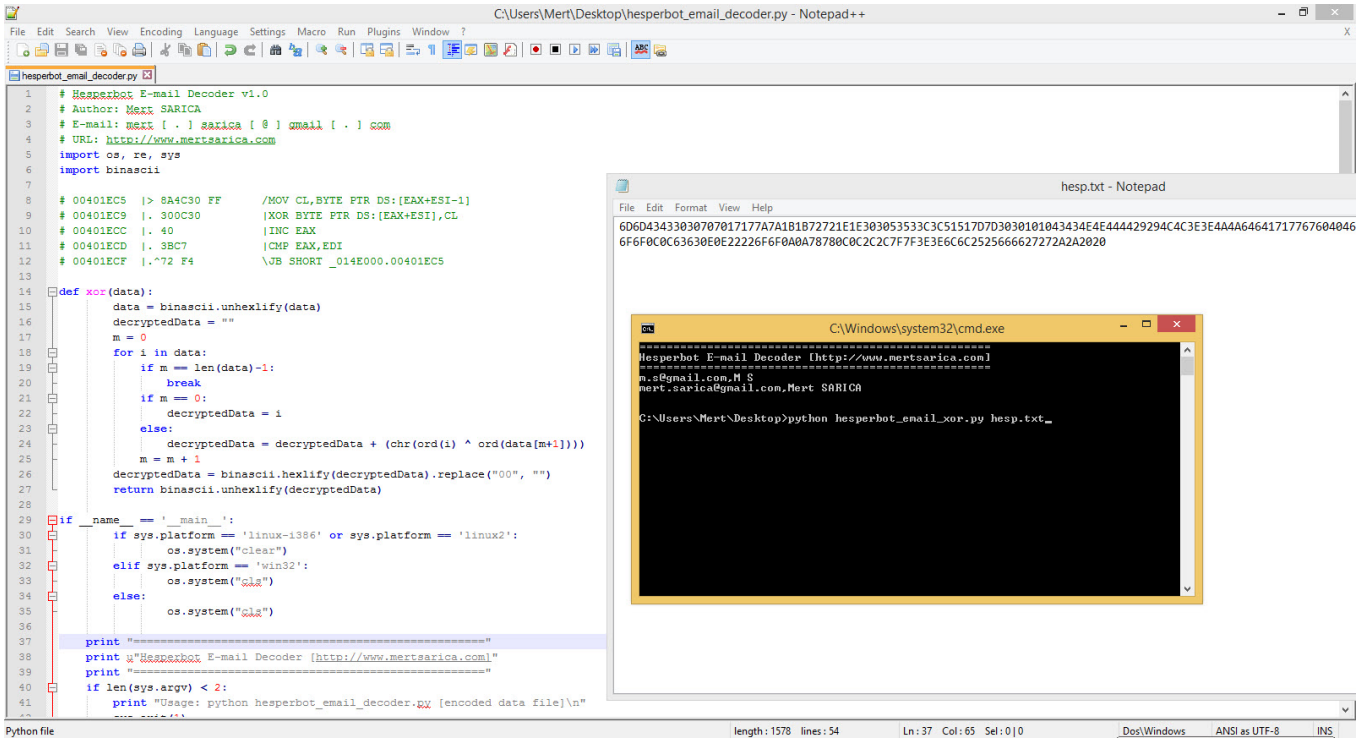 C:\Users\Mert\Desktop\hesperbot_email_decoder.py - Notepad++
File Edit Search View Encoding Language Settings Macro Run Plugins Window ?
X
hesperbot_email_decoder.py
1 # Hesperbot E-mail Decoder v1.0
2 # Author: Mert SARICA
3 # E-mail: mert [ . ] sarica [ @ ] gmail [ . ] com
4 # URL: http://www.mertsarica.com
5 import os, re, sys
6 import binascii
7
8 # 00401EC5 |> 8A4C30 FF /MOV CL,BYTE PTR DS:[EAX+ESI-1]
9 # 00401EC9 |. 300C30 |XOR BYTE PTR DS:[EAX+ESI],CL
10 # 00401ECC |. 40 |INC EAX
11 # 00401ECD |. 3BC7 |CMP EAX,EDI
12 # 00401ECF |.^72 F4 \JB SHORT _014E000.00401EC5
13
14 def xor(data):
15 data = binascii.unhexlify(data)
16 decryptedData = ""
17 m = 0
18 for i in data:
19 if m == len(data)-1:
20 break
21 if m == 0:
22 decryptedData = i
23 else:
24 decryptedData = decryptedData + (chr(ord(i) ^ ord(data[m+1])))
25 m = m + 1
26 decryptedData = binascii.hexlify(decryptedData).replace("00", "")
27 return binascii.unhexlify(decryptedData)
28
29 if __name__ == '__main__':
30 if sys.platform == 'linux-i386' or sys.platform == 'linux2':
31 os.system("clear")
32 elif sys.platform == 'win32':
33 os.system("cls")
34 else:
35 os.system("cls")
36
37 print "===================================================="
38 print u"Hesperbot E-mail Decoder [http://www.mertsarica.com]"
39 print "===================================================="
40 if len(sys.argv) < 2:
41 print "Usage: python hesperbot_email_decoder.py [encoded data file]\n"
hesp.txt - Notepad
File Edit Format View Help
C:\Windows\system32\cmd.exe
====================================================
Hesperbot E-mail Decoder [http://www.mertsarica.com]
====================================================
m.s@gmail.com,M S
mert.sarica@gmail.com,Mert SARICA
C:\Users\Mert\Desktop>python hesperbot_email_xor.py hesp.txt_
Python file
length : 1578 lines : 54
Ln : 37 Col : 65 Sel : 0 | 0
Dos\Windows
ANSI as UTF-8
INS